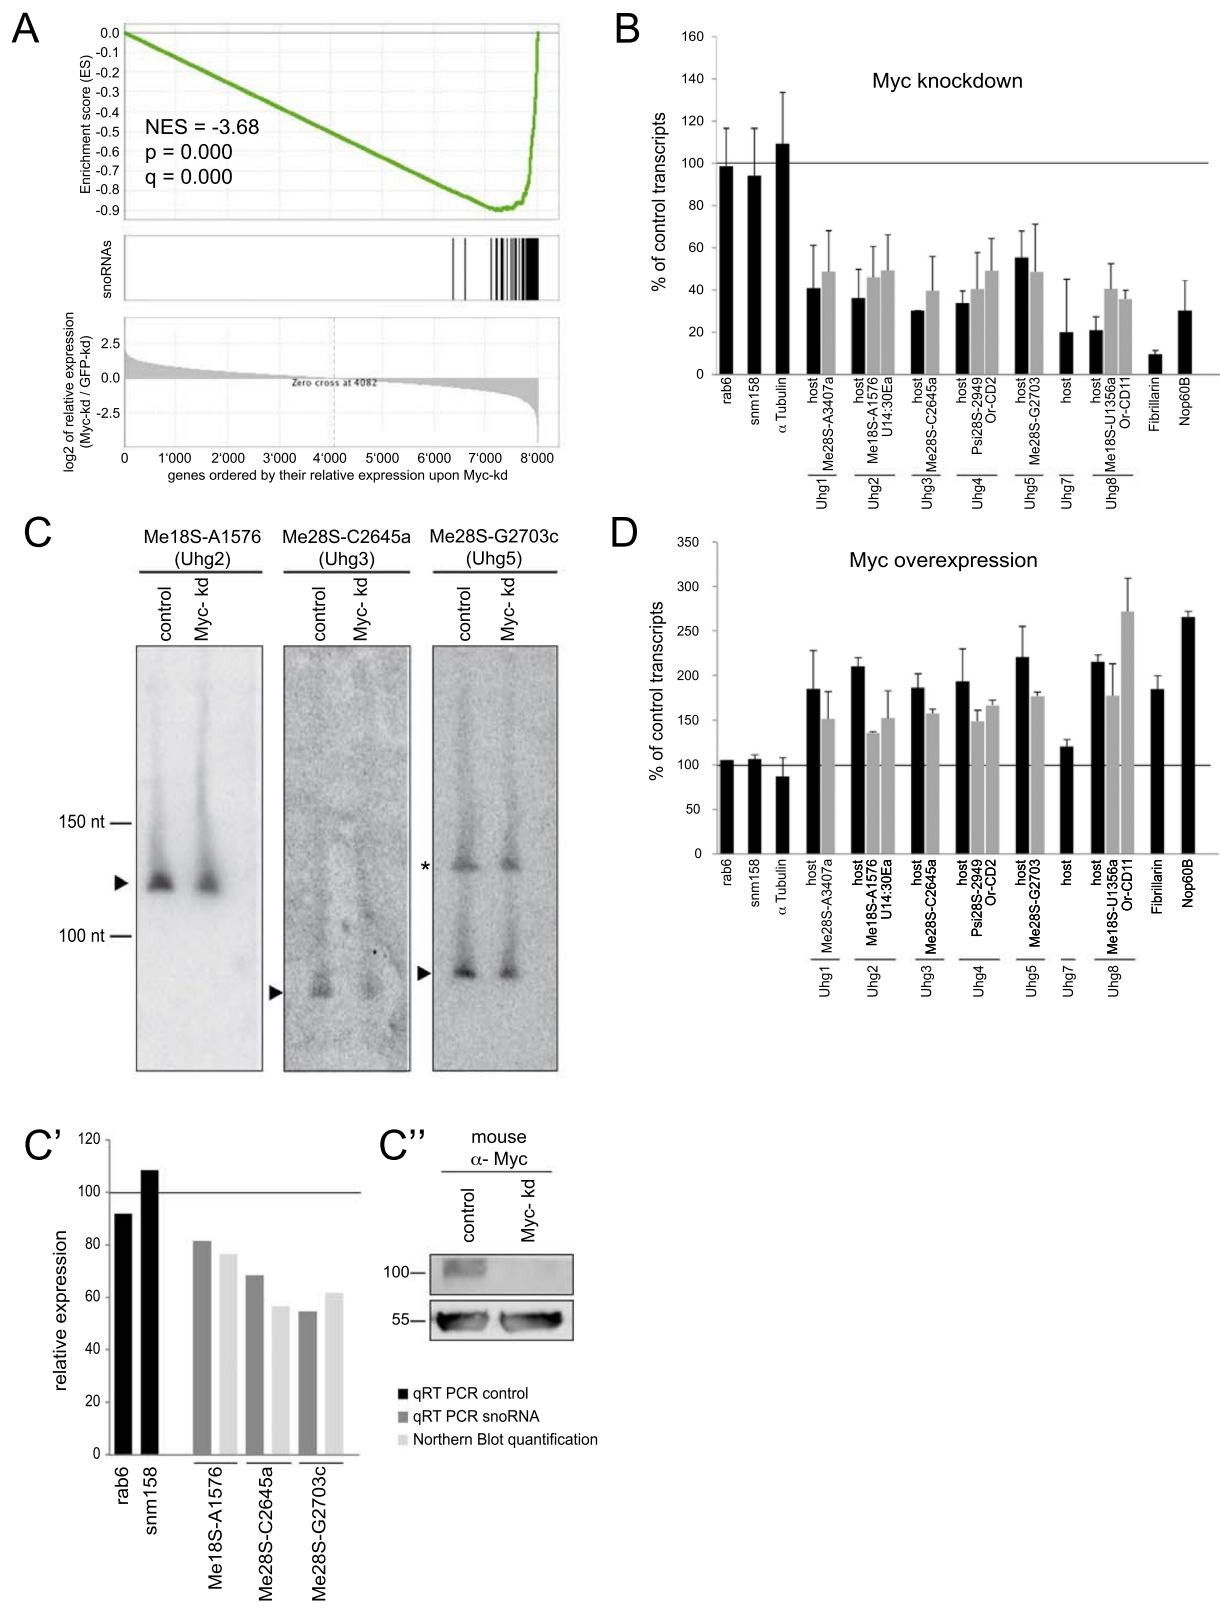 A
0.0
-0.1
-0.2
-0.3
-0.4
-0.5
-0.6
-0.7
-0.8
-0.9
Enrichment score (ES)
NES = -3.68
p = 0.000
q = 0.000
snoRNAs
log2 of relative expression
(Myc-kd / GFP-kd)
2.5
0.0
-2.5
Zero cross at 4082
0 1'000 2'000 3'000 4'000 5'000 6'000 7'000 8'000
genes ordered by their relative expression upon Myc-kd
B
Myc knockdown
% of control transcripts
160
140
120
100
80
60
40
20
0
rab6
snm158
α Tubulin
host
Me28S-A3407a
host
Me18S-A1576
U14:30Ea
host
Me28S-C2645a
host
Psi28S-2949
Or-CD2
host
Me28S-G2703
host
host
Me18S-U1356a
Or-CD11
Fibrillarin
Nop60B
Uhg1
Uhg2
Uhg3
Uhg4
Uhg5
Uhg7
Uhg8
C
Me18S-A1576
(Uhg2)
Me28S-C2645a
(Uhg3)
Me28S-G2703c
(Uhg5)
control
Myc- kd
control
Myc- kd
control
Myc- kd
150 nt
100 nt
*
D
Myc overexpression
% of control transcripts
350
300
250
200
150
100
50
0
rab6
snm158
α Tubulin
host
Me28S-A3407a
host
Me18S-A1576
U14:30Ea
host
Me28S-C2645a
host
Psi28S-2949
Or-CD2
host
Me28S-G2703
host
host
Me18S-U1356a
Or-CD11
Fibrillarin
Nop60B
Uhg1
Uhg2
Uhg3
Uhg4
Uhg5
Uhg7
Uhg8
C'
relative expression
120
100
80
60
40
20
0
rab6
snm158
Me18S-A1576
Me28S-C2645a
Me28S-G2703c
C''
mouse
α- Myc
control
Myc- kd
100
55
qRT PCR control
qRT PCR snoRNA
Northern Blot quantification